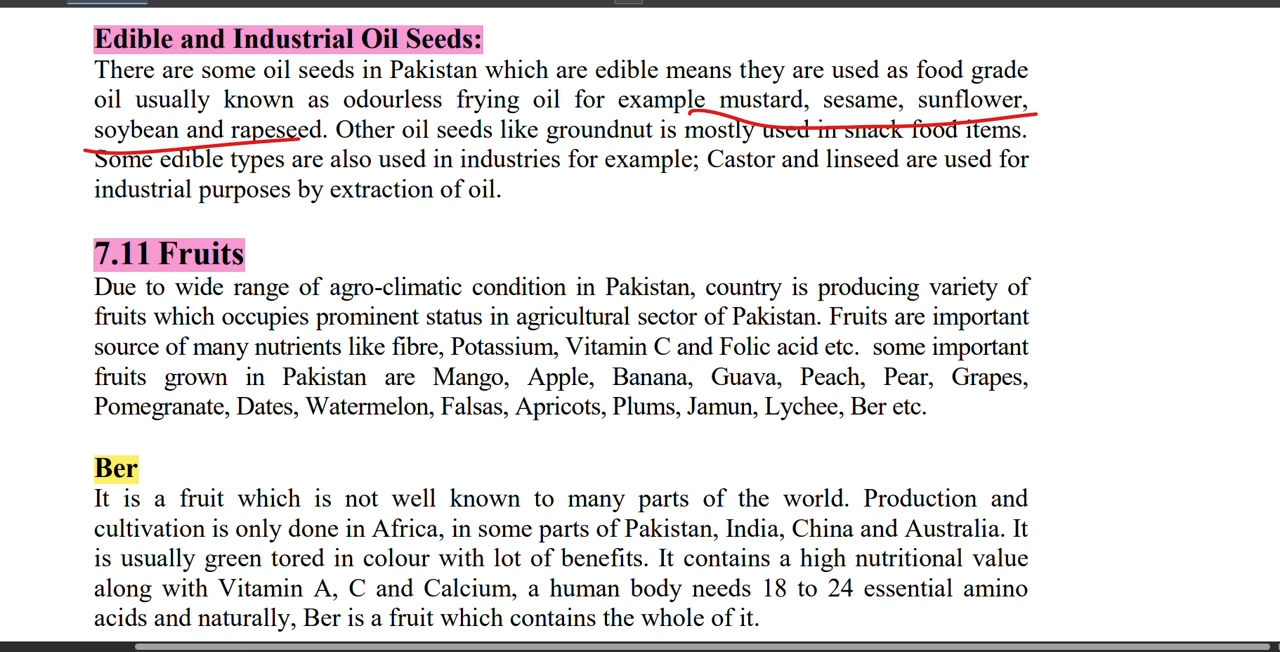 Edible and Industrial Oil Seeds:
There are some oil seeds in Pakistan which are edible means they are used as food grade
oil usually known as odourless frying oil for example mustard, sesame, sunflower,
soybean and rapeseed. Other oil seeds like groundnut is mostly used in snack food items.
Some edible types are also used in industries for example; Castor and linseed are used for
industrial purposes by extraction of oil.
7.11 Fruits
Due to wide range of agro-climatic condition in Pakistan, country is producing variety of
fruits which occupies prominent status in agricultural sector of Pakistan. Fruits are important
source of many nutrients like fibre, Potassium, Vitamin C and Folic acid etc.  some important
fruits grown in Pakistan are Mango, Apple, Banana, Guava, Peach, Pear, Grapes,
Pomegranate, Dates, Watermelon, Falsas, Apricots, Plums, Jamun, Lychee, Ber etc.
Ber
It is a fruit which is not well known to many parts of the world. Production and
cultivation is only done in Africa, in some parts of Pakistan, India, China and Australia. It
is usually green tored in colour with lot of benefits. It contains a high nutritional value
along with Vitamin A, C and Calcium, a human body needs 18 to 24 essential amino
acids and naturally, Ber is a fruit which contains the whole of it.